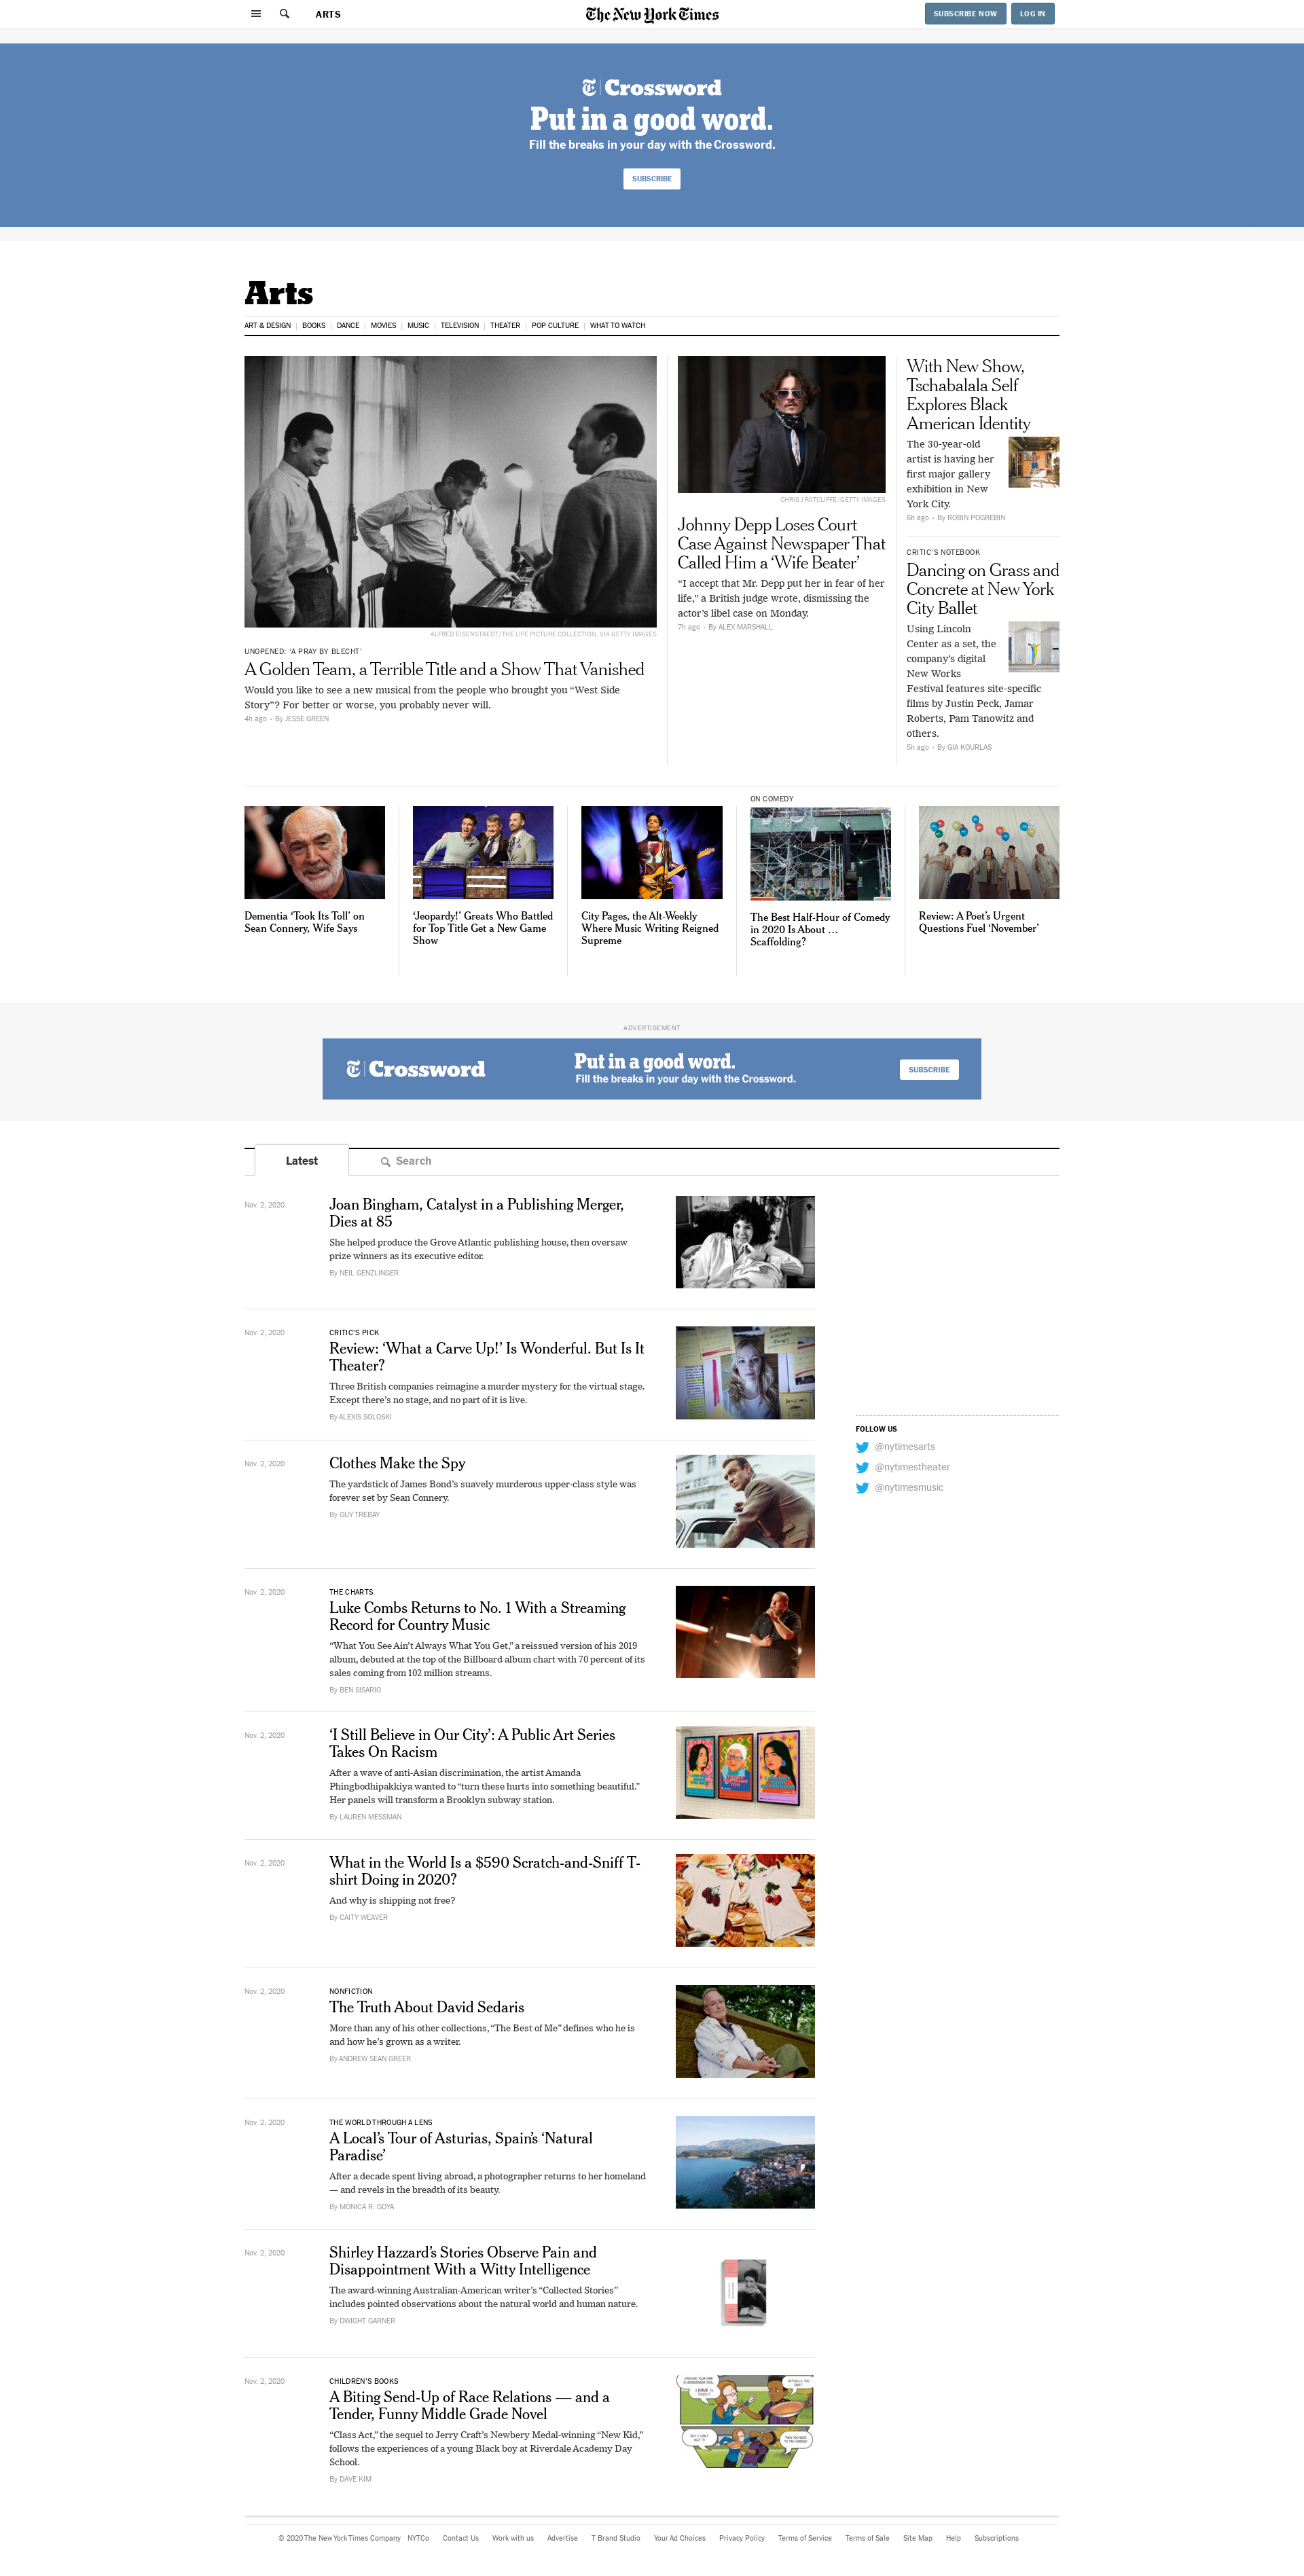 ARTS
The New York Times
SUBSCRIBE NOW
LOG IN
Crossword
Put in a good word.
Fill the breaks in your day with the Crossword.
SUBSCRIBE
Arts
ART & DESIGN | BOOKS | DANCE | MOVIES | MUSIC | TELEVISION | THEATER | POP CULTURE | WHAT TO WATCH
ALFRED EISENSTAEDT/THE LIFE PICTURE COLLECTION, VIA GETTY IMAGES
UNOPENED: ‘A PRAY BY BLECHT’
A Golden Team, a Terrible Title and a Show That Vanished
Would you like to see a new musical from the people who brought you “West Side
Story”? For better or worse, you probably never will.
4h ago • By JESSE GREEN
CHRIS J RATCLIFFE/GETTY IMAGES
Johnny Depp Loses Court
Case Against Newspaper That
Called Him a ‘Wife Beater’
“I accept that Mr. Depp put her in fear of her
life,” a British judge wrote, dismissing the
actor’s libel case on Monday.
7h ago • By ALEX MARSHALL
With New Show,
Tschabalala Self
Explores Black
American Identity
The 30-year-old
artist is having her
first major gallery
exhibition in New
York City.
6h ago • By ROBIN POGREBIN
CRITIC’S NOTEBOOK
Dancing on Grass and
Concrete at New York
City Ballet
Using Lincoln
Center as a set, the
company’s digital
New Works
Festival features site-specific
films by Justin Peck, Jamar
Roberts, Pam Tanowitz and
others.
5h ago • By GIA KOURLAS
Dementia ‘Took Its Toll’ on
Sean Connery, Wife Says
‘Jeopardy!’ Greats Who Battled
for Top Title Get a New Game
Show
City Pages, the Alt-Weekly
Where Music Writing Reigned
Supreme
ON COMEDY
The Best Half-Hour of Comedy
in 2020 Is About …
Scaffolding?
Review: A Poet’s Urgent
Questions Fuel ‘November’
ADVERTISEMENT
Crossword
Put in a good word.
Fill the breaks in your day with the Crossword.
SUBSCRIBE
Latest
Search
Nov. 2, 2020
Joan Bingham, Catalyst in a Publishing Merger,
Dies at 85
She helped produce the Grove Atlantic publishing house, then oversaw
prize winners as its executive editor.
By NEIL GENZLINGER
Nov. 2, 2020
CRITIC’S PICK
Review: ‘What a Carve Up!’ Is Wonderful. But Is It
Theater?
Three British companies reimagine a murder mystery for the virtual stage.
Except there’s no stage, and no part of it is live.
By ALEXIS SOLOSKI
FOLLOW US
@nytimesarts
@nytimestheater
@nytimesmusic
Nov. 2, 2020
Clothes Make the Spy
The yardstick of James Bond’s suavely murderous upper-class style was
forever set by Sean Connery.
By GUY TREBAY
Nov. 2, 2020
THE CHARTS
Luke Combs Returns to No. 1 With a Streaming
Record for Country Music
“What You See Ain’t Always What You Get,” a reissued version of his 2019
album, debuted at the top of the Billboard album chart with 70 percent of its
sales coming from 102 million streams.
By BEN SISARIO
Nov. 2, 2020
‘I Still Believe in Our City’: A Public Art Series
Takes On Racism
After a wave of anti-Asian discrimination, the artist Amanda
Phingbodhipakkiya wanted to “turn these hurts into something beautiful.”
Her panels will transform a Brooklyn subway station.
By LAUREN MESSMAN
Nov. 2, 2020
What in the World Is a $590 Scratch-and-Sniff T-
shirt Doing in 2020?
And why is shipping not free?
By CAITY WEAVER
Nov. 2, 2020
NONFICTION
The Truth About David Sedaris
More than any of his other collections, “The Best of Me” defines who he is
and how he’s grown as a writer.
By ANDREW SEAN GREER
Nov. 2, 2020
THE WORLD THROUGH A LENS
A Local’s Tour of Asturias, Spain’s ‘Natural
Paradise’
After a decade spent living abroad, a photographer returns to her homeland
— and revels in the breadth of its beauty.
By MÓNICA R. GOYA
Nov. 2, 2020
Shirley Hazzard’s Stories Observe Pain and
Disappointment With a Witty Intelligence
The award-winning Australian-American writer’s “Collected Stories”
includes pointed observations about the natural world and human nature.
By DWIGHT GARNER
Nov. 2, 2020
CHILDREN’S BOOKS
A Biting Send-Up of Race Relations — and a
Tender, Funny Middle Grade Novel
“Class Act,” the sequel to Jerry Craft’s Newbery Medal-winning “New Kid,”
follows the experiences of a young Black boy at Riverdale Academy Day
School.
By DAVE KIM
© 2020 The New York Times Company NYTCo Contact Us Work with us Advertise T Brand Studio Your Ad Choices Privacy Policy Terms of Service Terms of Sale Site Map Help Subscriptions